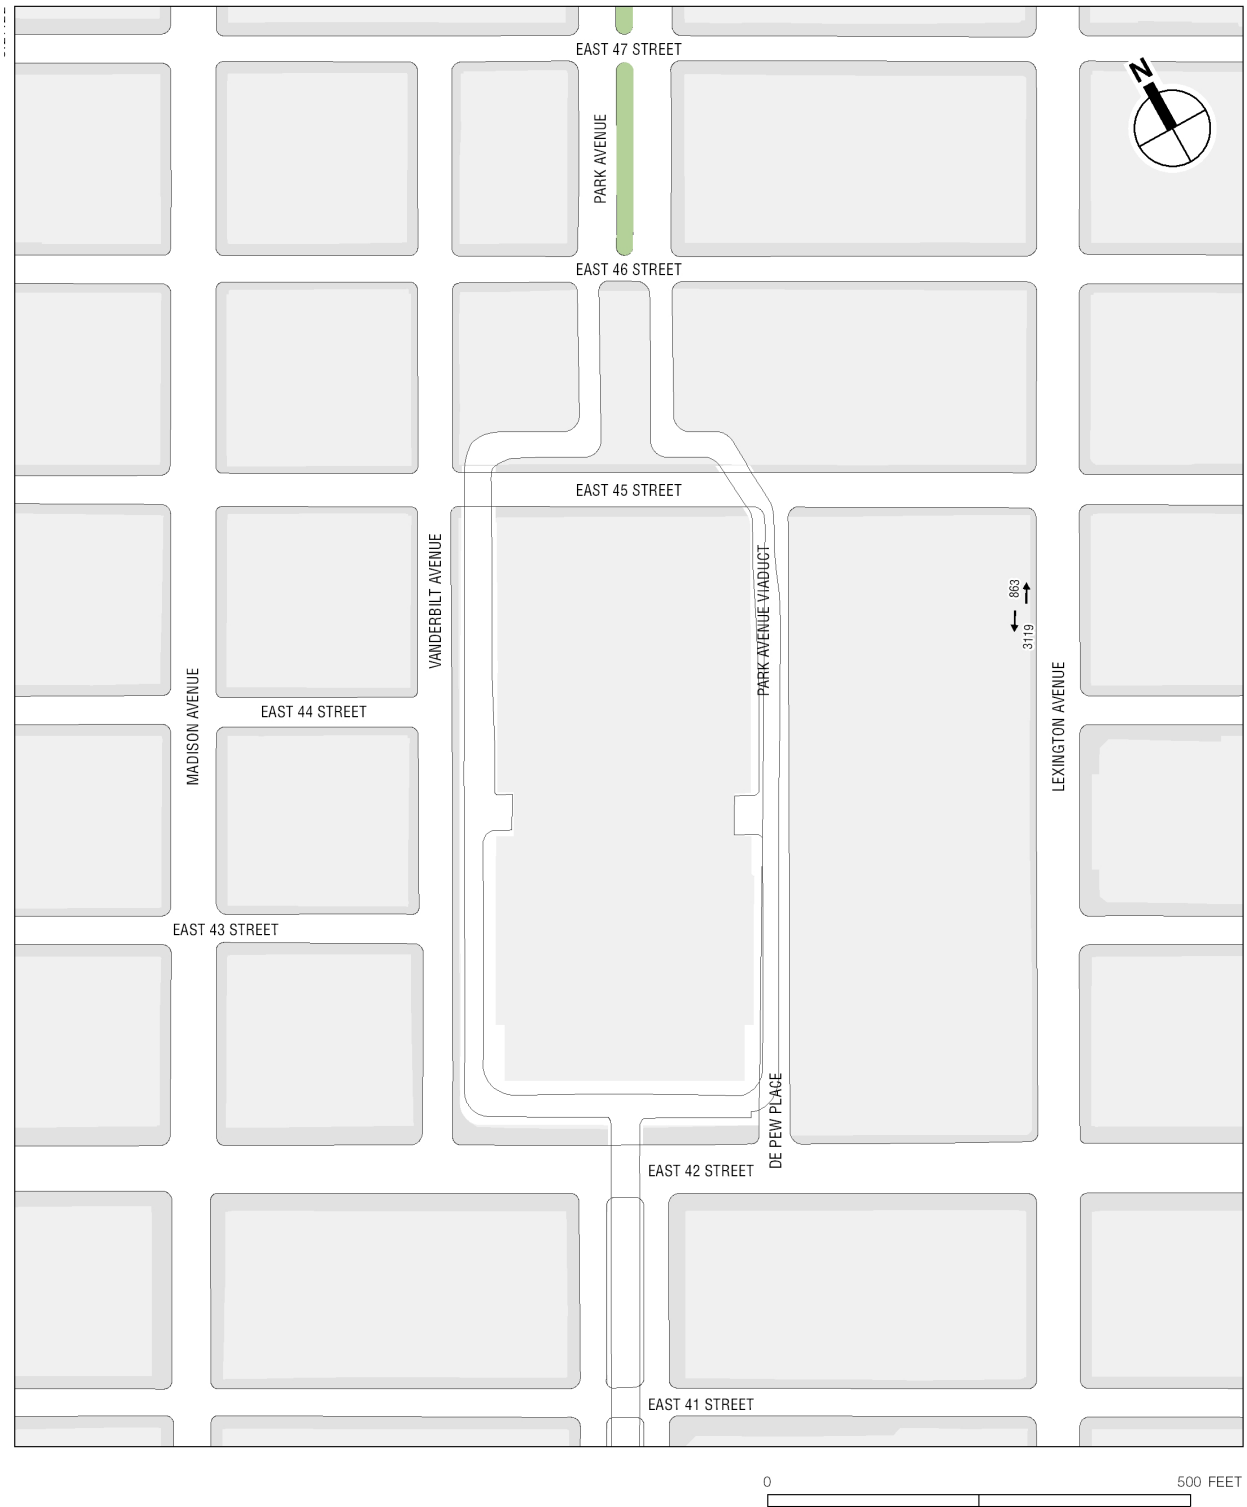 EAST 47 STREET
N
PARK AVENUE
EAST 46 STREET
EAST 45 STREET
VANDERBILT AVENUE
PARK AVENUE VIADUCT
863
3119
MADISON AVENUE
EAST 44 STREET
LEXINGTON AVENUE
EAST 43 STREET
DE PEW PLACE
EAST 42 STREET
EAST 41 STREET
0 500 FEET